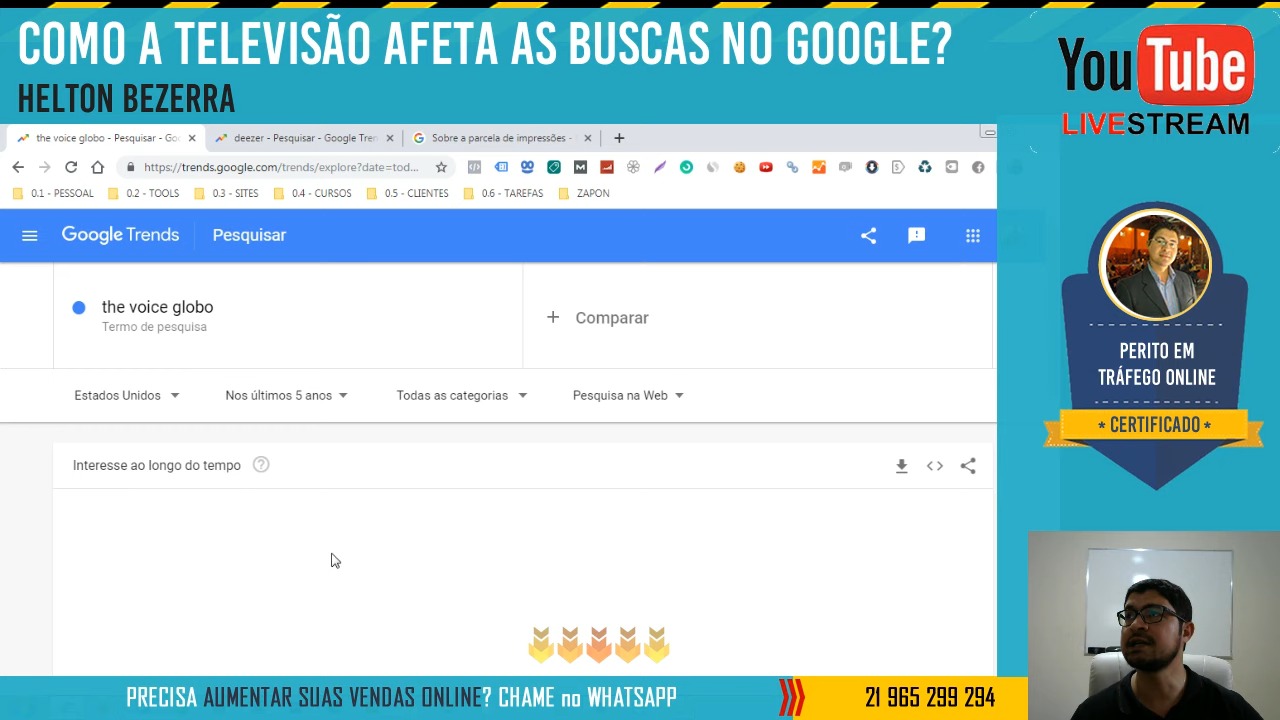 COMO A TELEVISÃO AFETA AS BUSCAS NO GOOGLE?
HELTON BEZERRA
YouTube
LIVESTREAM
the voice globo - Pesquisar - Goo
deezer - Pesquisar - Google Tren
Sobre a parcela de impressões -
https://trends.google.com/trends/explore?date=tod...
0.1 - PESSOAL
0.2 - TOOLS
0.3 - SITES
0.4 - CURSOS
0.5 - CLIENTES
0.6 - TAREFAS
ZAPON
Google Trends
Pesquisar
the voice globo
Termo de pesquisa
+ Comparar
Estados Unidos
Nos últimos 5 anos
Todas as categorias
Pesquisa na Web
Interesse ao longo do tempo
PERITO EM
TRÁFEGO ONLINE
* CERTIFICADO *
PRECISA AUMENTAR SUAS VENDAS ONLINE? CHAME no WHATSAPP
21 965 299 294